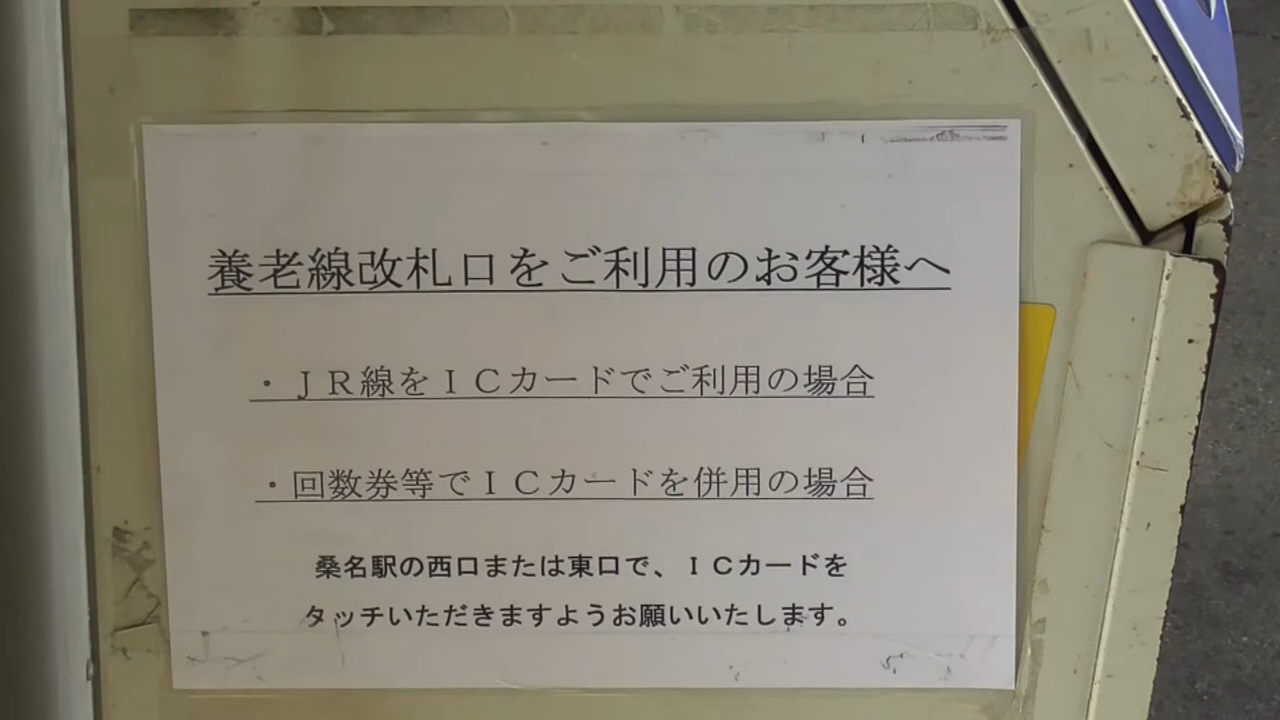 養老線改札口をご利用のお客様へ
・ＪＲ線をＩＣカードでご利用の場合
・回数券等でＩＣカードを併用の場合
桑名駅の西口または東口で、ＩＣカードを
タッチいただきますようお願いいたします。